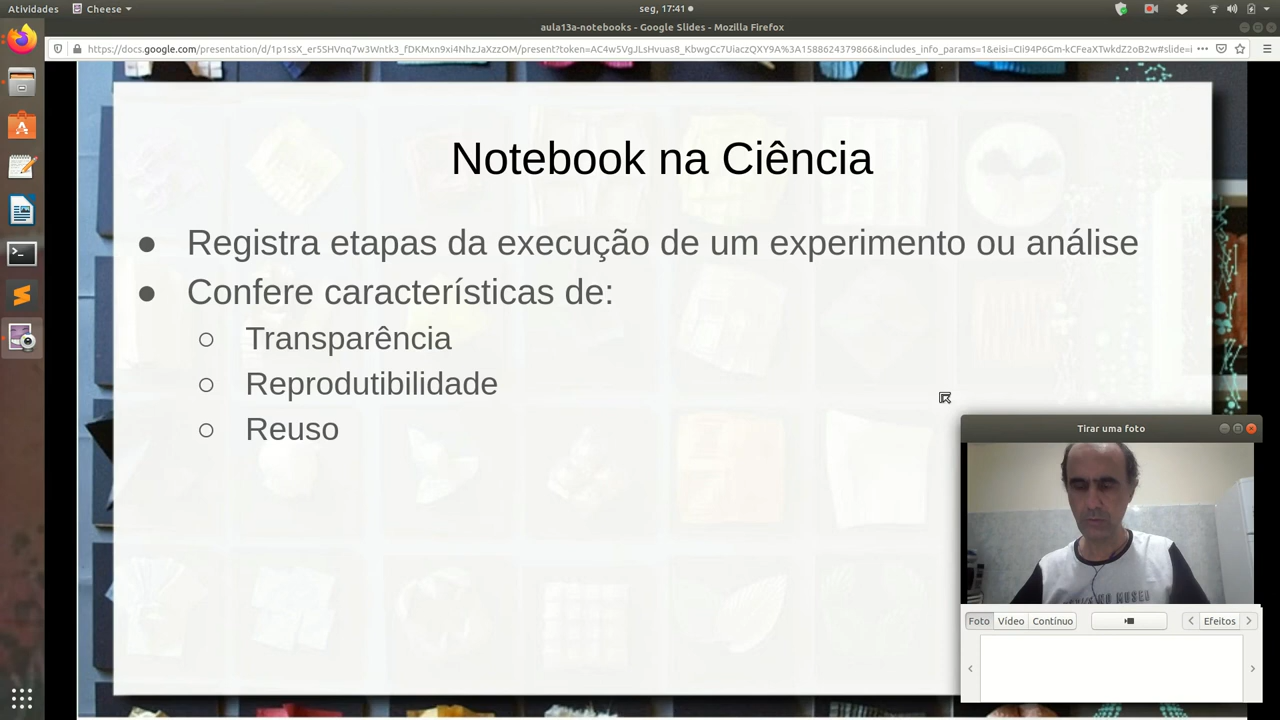 Atividades
Cheese
seg, 17:41
aula13a-notebooks - Google Slides - Mozilla Firefox
Notebook na Ciência
● Registra etapas da execução de um experimento ou análise
● Confere características de:
○ Transparência
○ Reprodutibilidade
○ Reuso
Tirar uma foto
Foto Vídeo Contínuo Efeitos